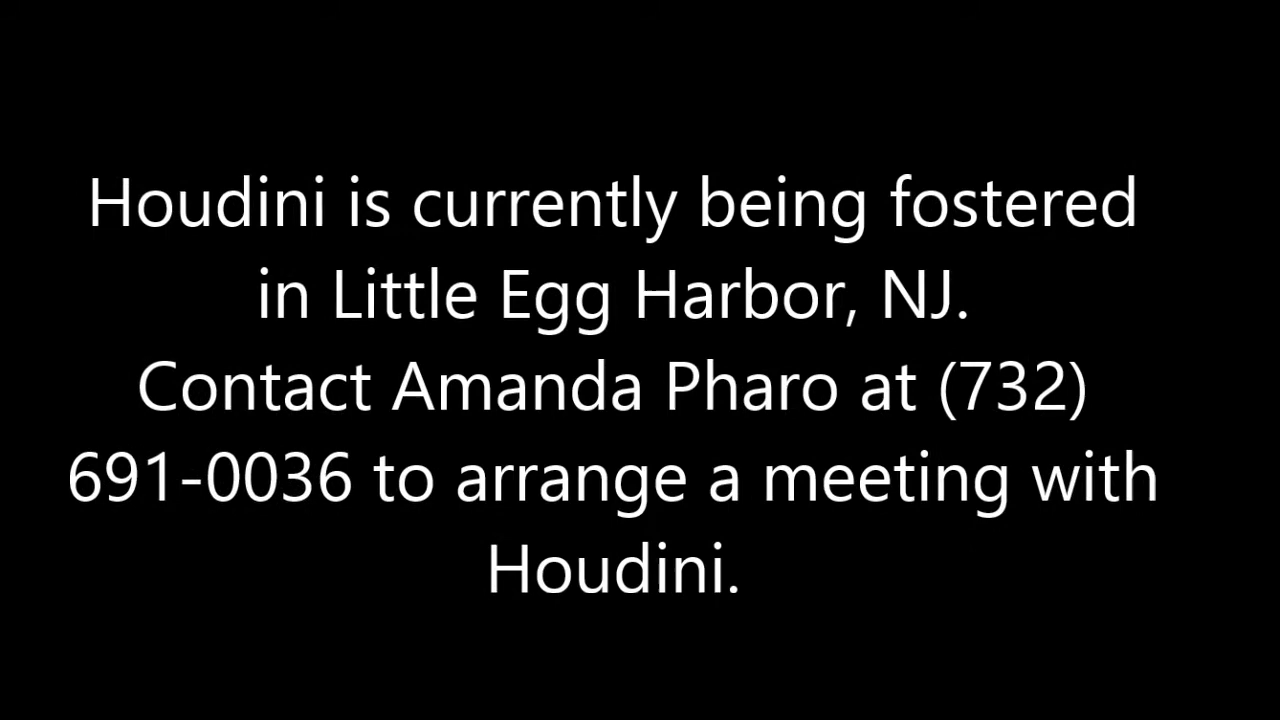 Houdini is currently being fostered
in Little Egg Harbor, NJ.
Contact Amanda Pharo at (732)
691-0036 to arrange a meeting with
Houdini.